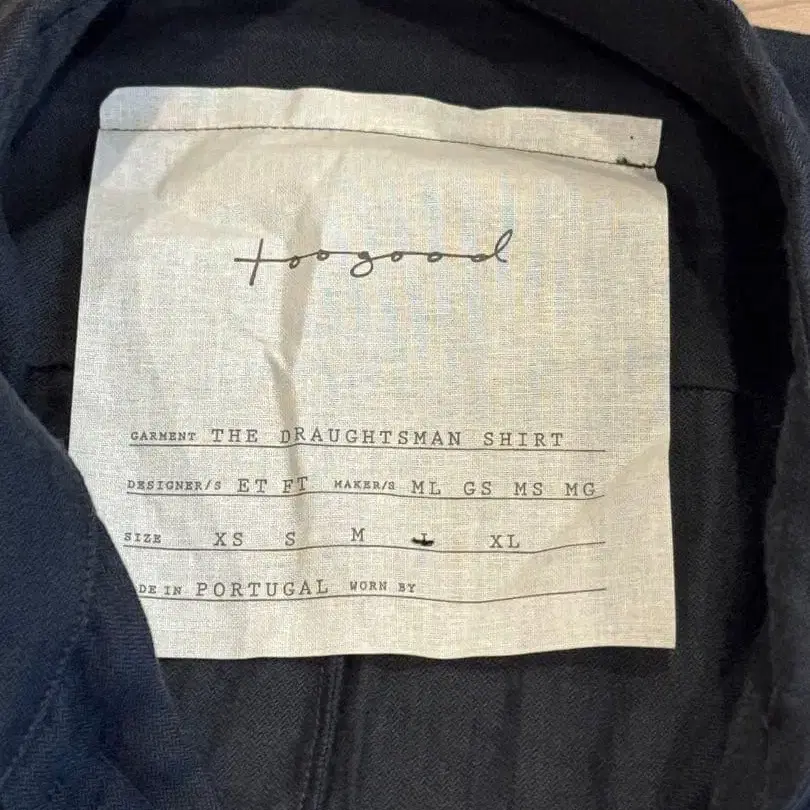 toogood
GARMENT THE DRAUGHTSMAN SHIRT
DESIGNER/S ET FT MAKER/S ML GS MS MG
SIZE XS S M L XL
DE IN PORTUGAL WORN BY